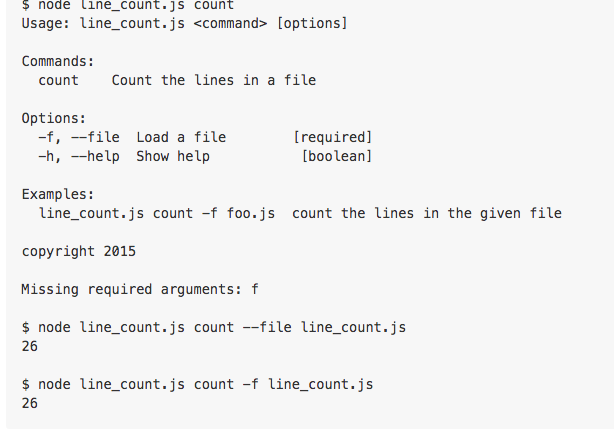 $ node line_count.js count
Usage: line_count.js <command> [options]
Commands:
count    Count the lines in a file
Options:
-f, --file  Load a file        [required]
-h, --help  Show help           [boolean]
Examples:
line_count.js count -f foo.js  count the lines in the given file
copyright 2015
Missing required arguments: f
$ node line_count.js count --file line_count.js
26
$ node line_count.js count -f line_count.js
26